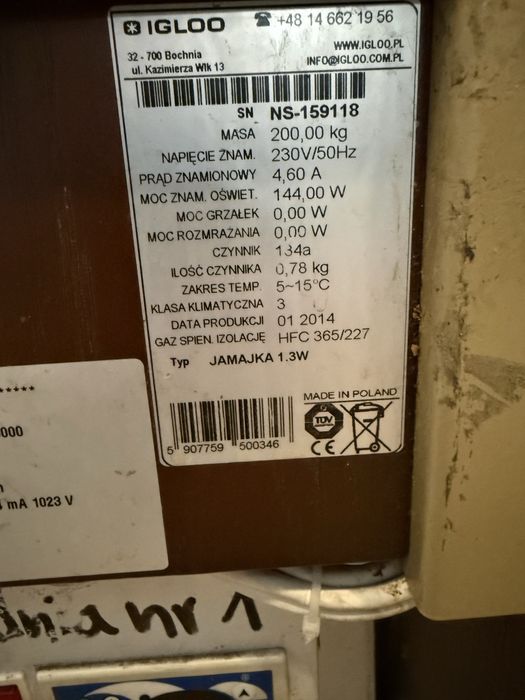 IGLOO
☎ +48 14 662 19 56
32 - 700 Bochnia
ul. Kazimierza Wlk 13
WWW.IGLOO.PL
INFO@IGLOO.COM.PL
SN NS-159118
MASA 200,00 kg
NAPIĘCIE ZNAM. 230V/50Hz
PRĄD ZNAMIONOWY 4,60 A
MOC ZNAM. OŚWIET. 144,00 W
MOC GRZAŁEK 0,00 W
MOC ROZMRAŻANIA 0,00 W
CZYNNIK 134a
ILOŚĆ CZYNNIKA 0,78 kg
ZAKRES TEMP. 5~15°C
KLASA KLIMATYCZNA 3
DATA PRODUKCJI 01 2014
GAZ SPIEN. IZOLACJĘ HFC 365/227
Typ JAMAJKA 1.3W
MADE IN POLAND
TÜV
CE
5 907759 500346
*****
000
mA 1023 V
nr 1